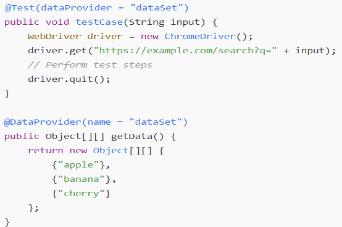 @Test(dataProvider = "dataSet")
public void testCase(String input) {
    WebDriver driver = new ChromeDriver();
    driver.get("https://example.com/search?q=" + input);
    // Perform test steps
    driver.quit();
}

@DataProvider(name = "dataSet")
public Object[][] getData() {
    return new Object[][] {
        {"apple"},
        {"banana"},
        {"cherry"}
    };
}